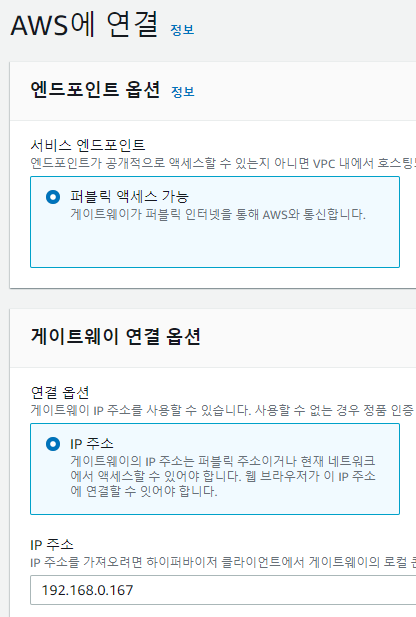 AWS에 연결 정보
엔드포인트 옵션 정보
서비스 엔드포인트
엔드포인트가 공개적으로 액세스할 수 있는지 아니면 VPC 내에서 호스팅
퍼블릭 액세스 가능
게이트웨이가 퍼블릭 인터넷을 통해 AWS와 통신합니다.
게이트웨이 연결 옵션
연결 옵션
게이트웨이 IP 주소를 사용할 수 있습니다. 사용할 수 없는 경우 정품 인증
IP 주소
게이트웨이의 IP 주소는 퍼블릭 주소이거나 현재 네트워크
에서 액세스할 수 있어야 합니다. 웹 브라우저가 이 IP 주소
에 연결할 수 잇어야 합니다.
IP 주소
IP 주소를 가져오려면 하이퍼바이저 클라이언트에서 게이트웨이의 로컬
192.168.0.167